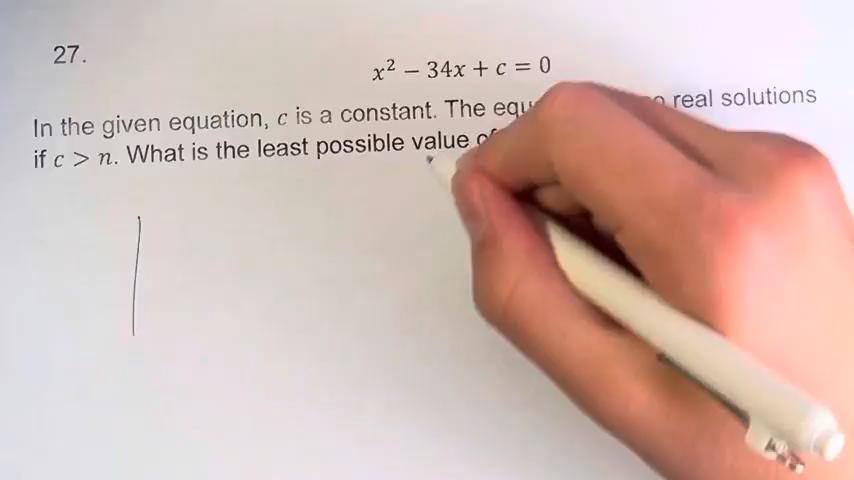 27.
x² − 34x + c = 0
In the given equation, c is a constant. The real solutions
if c > n. What is the least possible value